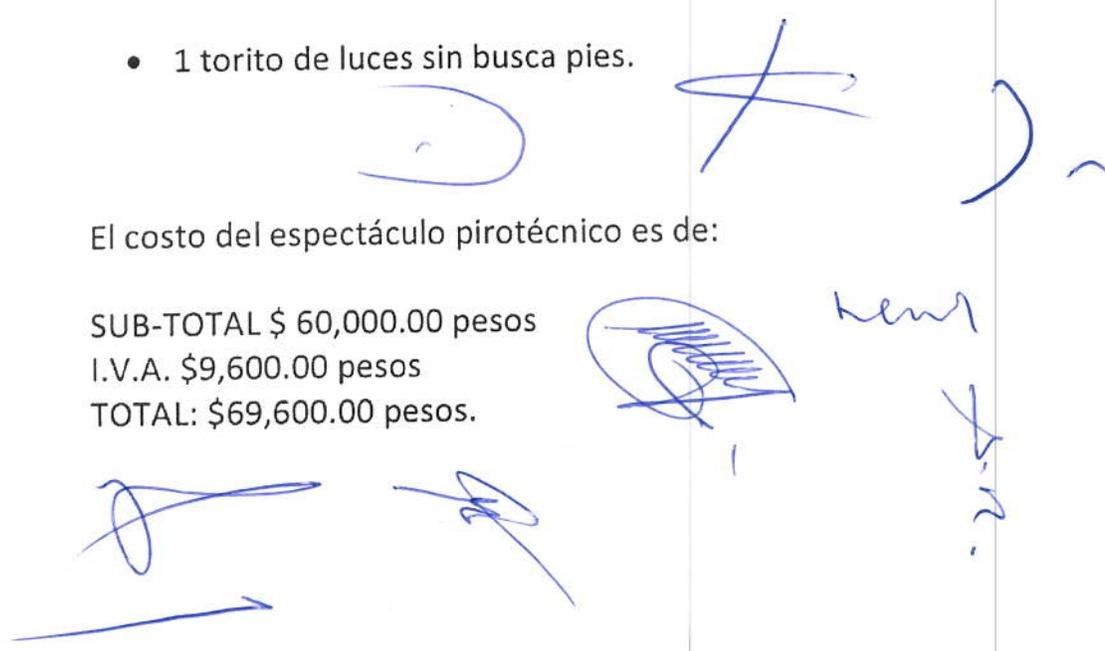 • 1 torito de luces sin busca pies.
El costo del espectáculo pirotécnico es de:
SUB-TOTAL $ 60,000.00 pesos
I.V.A. $9,600.00 pesos
TOTAL: $69,600.00 pesos.